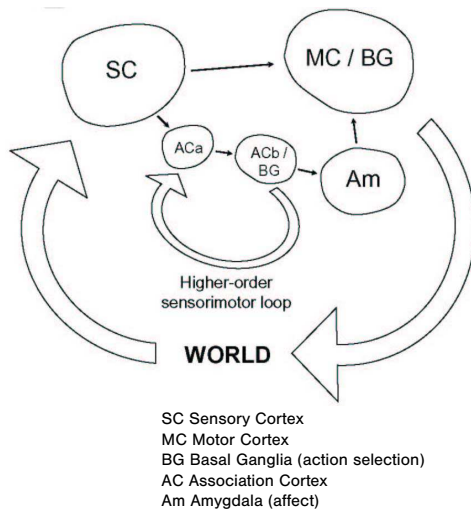 SC
MC / BG
ACa
ACb /
BG
Am
Higher-order
sensorimotor loop
WORLD
SC Sensory Cortex
MC Motor Cortex
BG Basal Ganglia (action selection)
AC Association Cortex
Am Amygdala (affect)